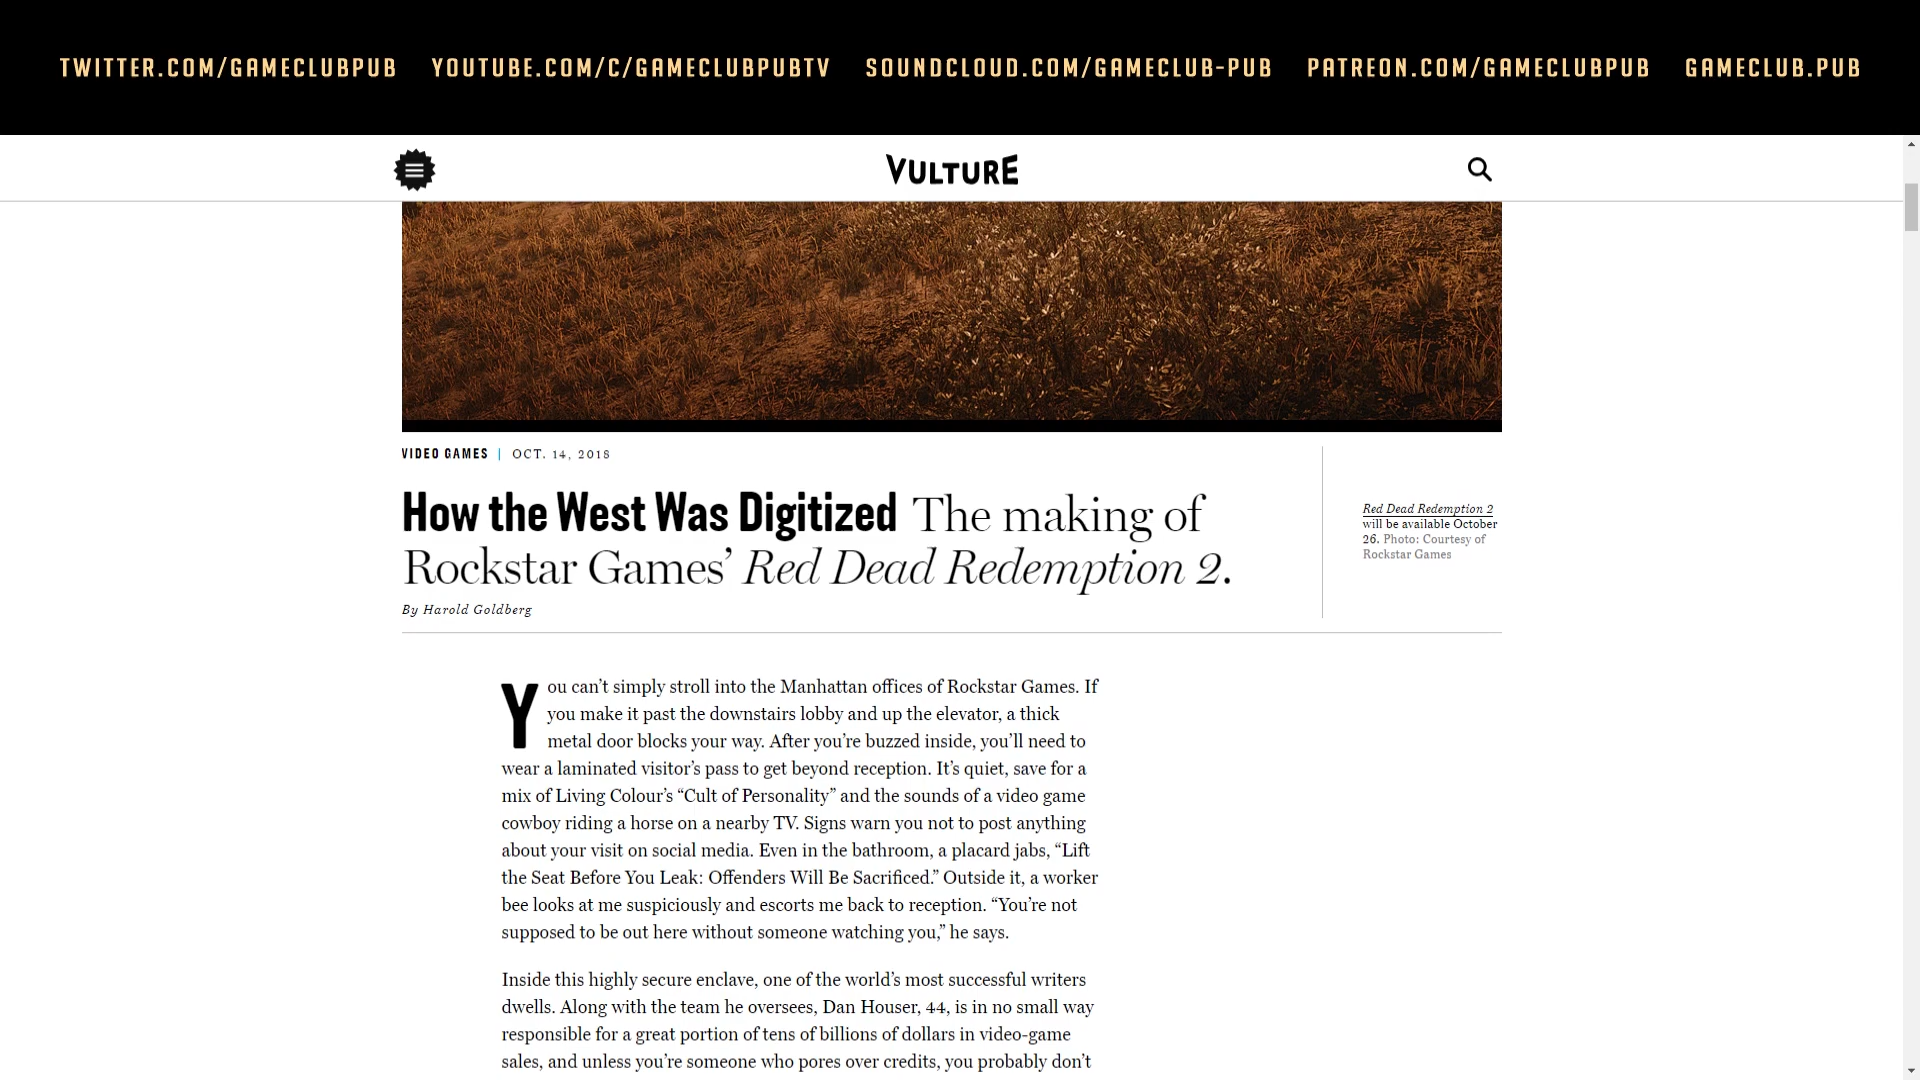 TWITTER.COM/GAMECLUBPUB YOUTUBE.COM/C/GAMECLUBPUBTV SOUNDCLOUD.COM/GAMECLUB-PUB PATREON.COM/GAMECLUBPUB GAMECLUB.PUB
VULTURE
VIDEO GAMES | OCT. 14, 2018
How the West Was Digitized The making of
Rockstar Games’ Red Dead Redemption 2.
By Harold Goldberg
Red Dead Redemption 2
will be available October
26. Photo: Courtesy of
Rockstar Games
You can’t simply stroll into the Manhattan offices of Rockstar Games. If
you make it past the downstairs lobby and up the elevator, a thick
metal door blocks your way. After you’re buzzed inside, you’ll need to
wear a laminated visitor’s pass to get beyond reception. It’s quiet, save for a
mix of Living Colour’s “Cult of Personality” and the sounds of a video game
cowboy riding a horse on a nearby TV. Signs warn you not to post anything
about your visit on social media. Even in the bathroom, a placard jabs, “Lift
the Seat Before You Leak: Offenders Will Be Sacrificed.” Outside it, a worker
bee looks at me suspiciously and escorts me back to reception. “You’re not
supposed to be out here without someone watching you,” he says.
Inside this highly secure enclave, one of the world’s most successful writers
dwells. Along with the team he oversees, Dan Houser, 44, is in no small way
responsible for a great portion of tens of billions of dollars in video-game
sales, and unless you’re someone who pores over credits, you probably don’t